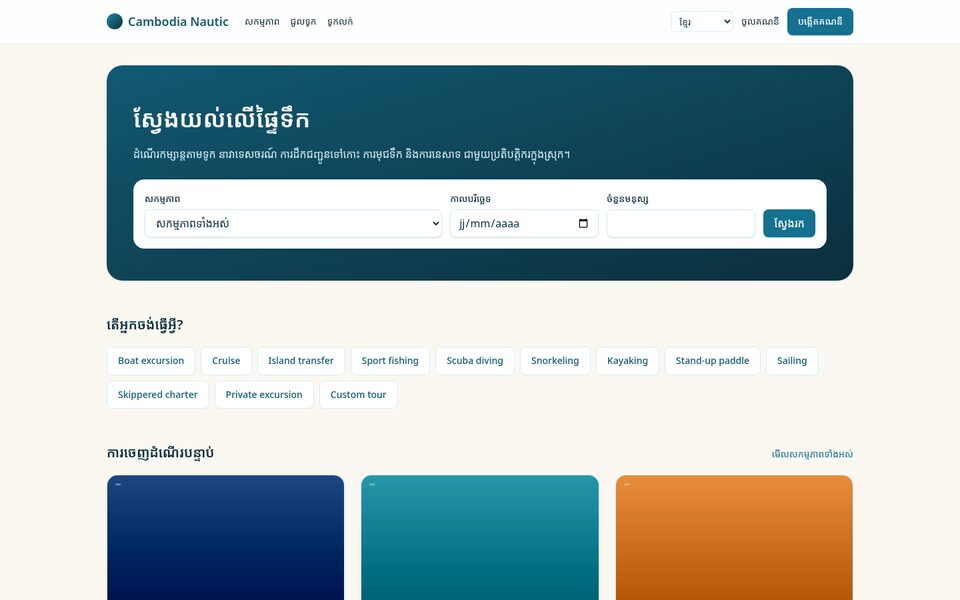 Cambodia Nautic
សកម្មភាព
ជួលទូក
ទូកលក់
ខ្មែរ
ចូលគណនី
បង្កើតគណនី
ស្វែងយល់លើផ្ទៃទឹក
ដំណើរកម្សាន្តតាមទូក នាវាទេសចរណ៍ ការដឹកជញ្ជូនទៅកោះ ការមុជទឹក និងការនេសាទ ជាមួយប្រតិបត្តិករក្នុងស្រុក។
សកម្មភាព
កាលបរិច្ឆេទ
ចំនួនមនុស្ស
សកម្មភាពទាំងអស់
jj/mm/aaaa
ស្វែងរក
តើអ្នកចង់ធ្វើអ្វី?
Boat excursion
Cruise
Island transfer
Sport fishing
Scuba diving
Snorkeling
Kayaking
Stand-up paddle
Sailing
Skippered charter
Private excursion
Custom tour
ការចេញដំណើរបន្ទាប់
មើលសកម្មភាពទាំងអស់